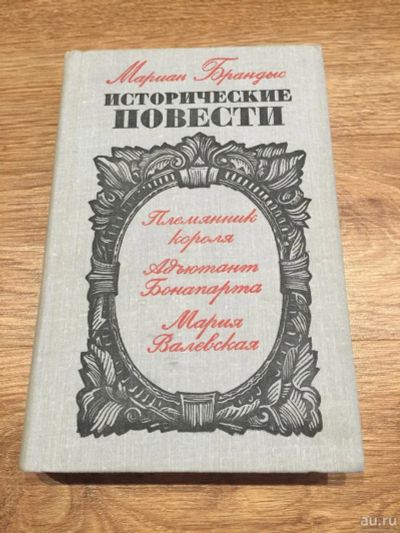 Мариан Брандыс
ИСТОРИЧЕСКИЕ
ПОВЕСТИ
Племянник
короля
Адъютант
Бонапарта
Мария
Валевская
au.ru